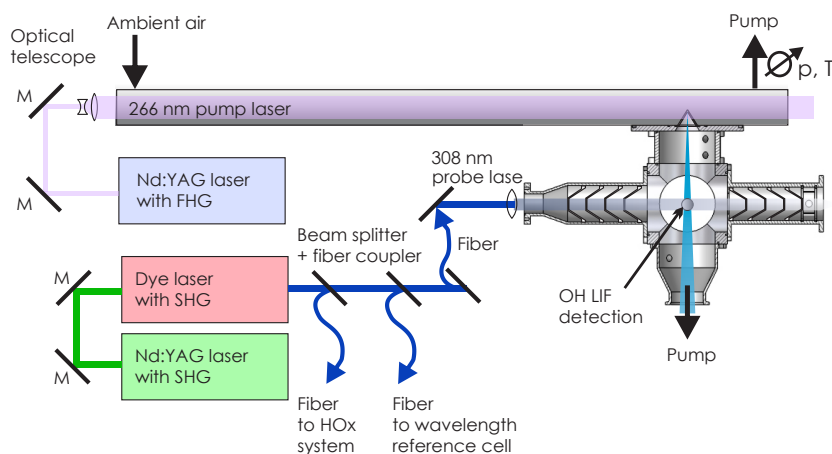 Ambient air
Pump
Optical
telescope
p, T
M
266 nm pump laser
308 nm
probe lase
M
Nd:YAG laser
with FHG
Beam splitter
+ fiber coupler
Fiber
Dye laser
with SHG
M
OH LIF
detection
Nd:YAG laser
with SHG
M
Pump
Fiber
to HOx
system
Fiber
to wavelength
reference cell